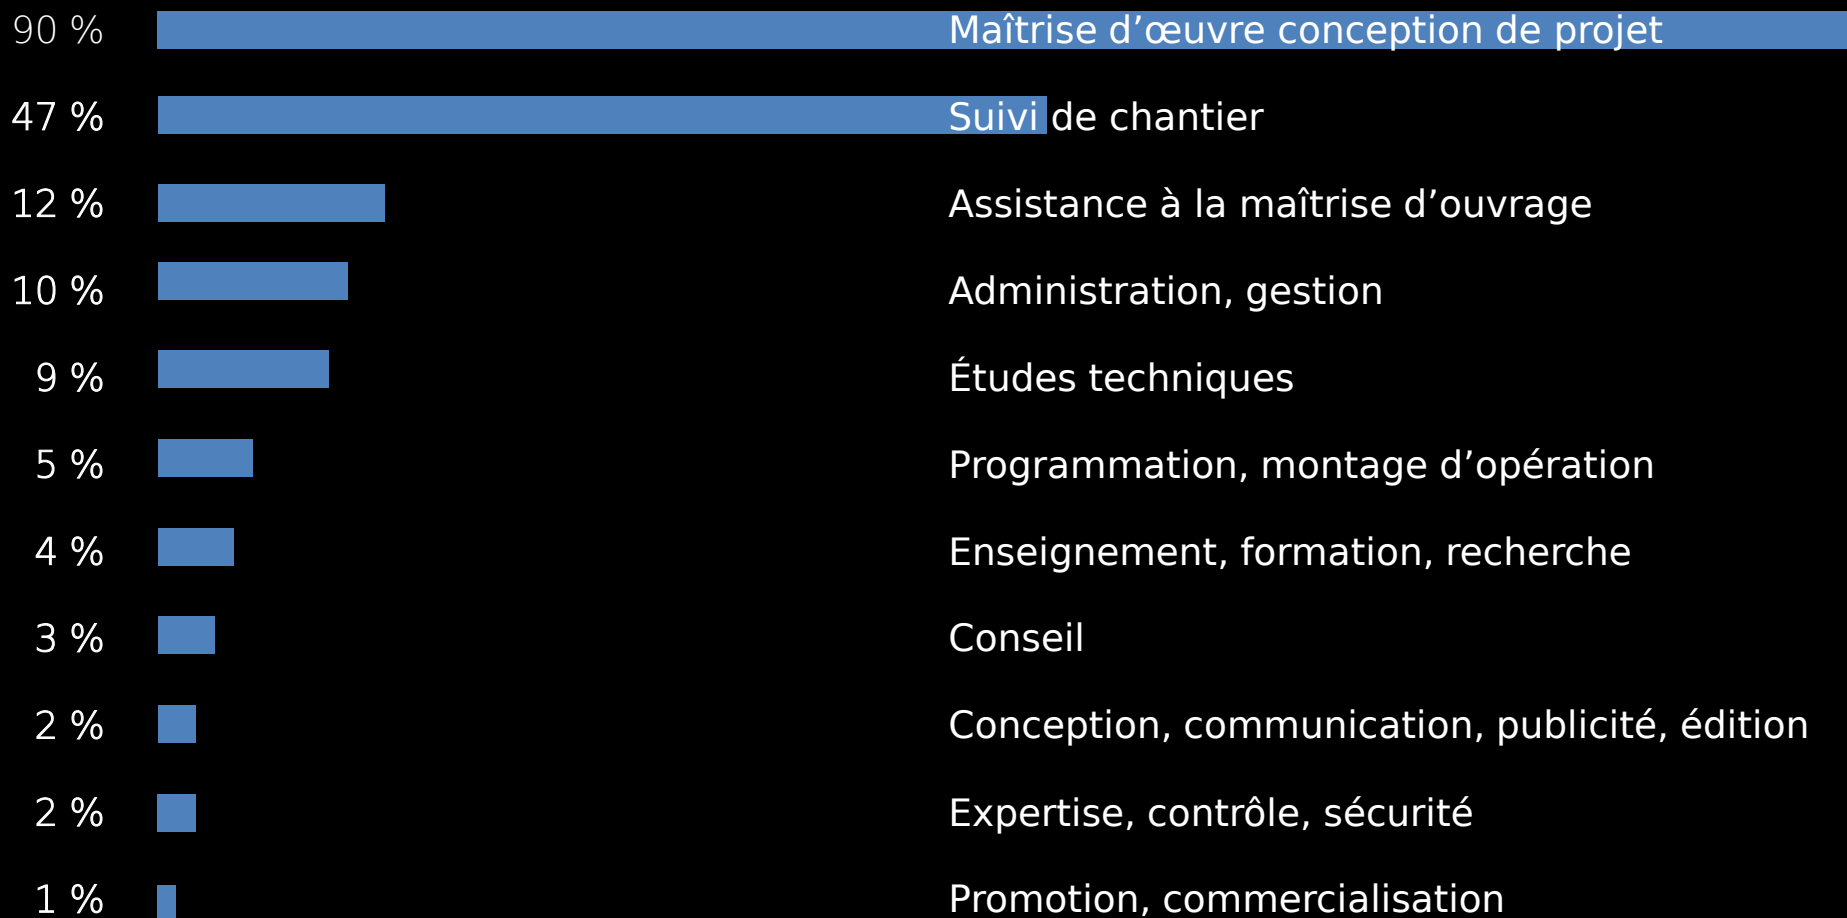 90 % Maîtrise d’œuvre conception de projet
47 % Suivi de chantier
12 % Assistance à la maîtrise d’ouvrage
10 % Administration, gestion
9 % Études techniques
5 % Programmation, montage d’opération
4 % Enseignement, formation, recherche
3 % Conseil
2 % Conception, communication, publicité, édition
2 % Expertise, contrôle, sécurité
1 % Promotion, commercialisation